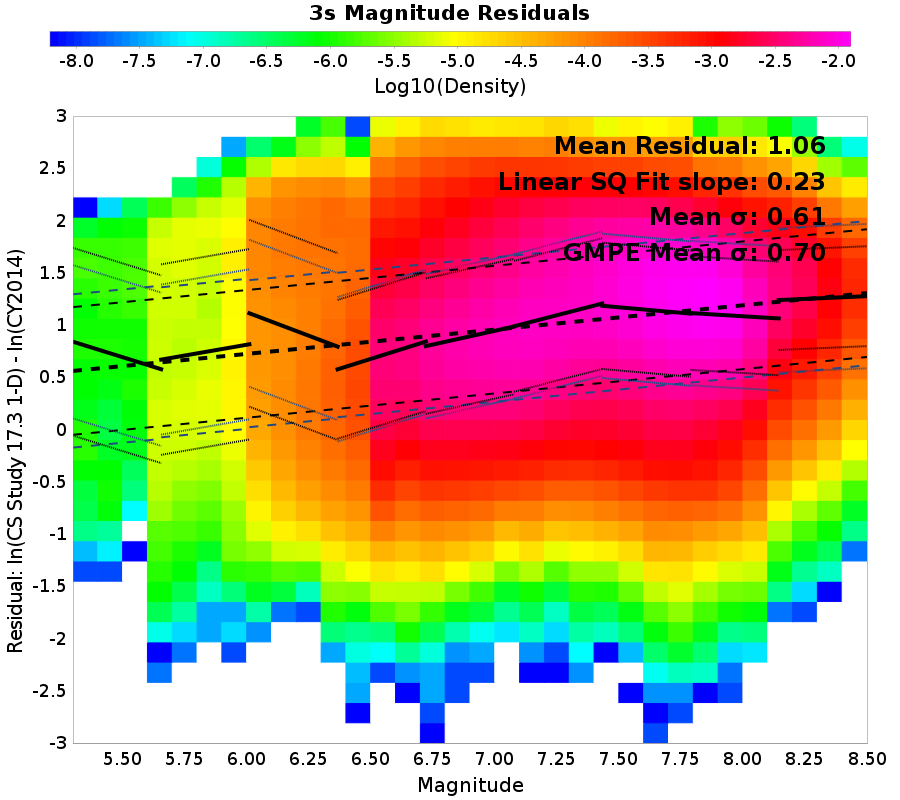 3s Magnitude Residuals
-8.0 -7.5 -7.0 -6.5 -6.0 -5.5 -5.0 -4.5 -4.0 -3.5 -3.0 -2.5 -2.0
Log10(Density)
Mean Residual: 1.06
Linear SQ Fit slope: 0.23
Mean σ: 0.61
GMPE Mean σ: 0.70
Residual: ln(CS Study 17.3 1-D) - ln(CY2014)
3
2.5
2
1.5
1
0.5
0
-0.5
-1
-1.5
-2
-2.5
-3
5.50 5.75 6.00 6.25 6.50 6.75 7.00 7.25 7.50 7.75 8.00 8.25 8.50
Magnitude